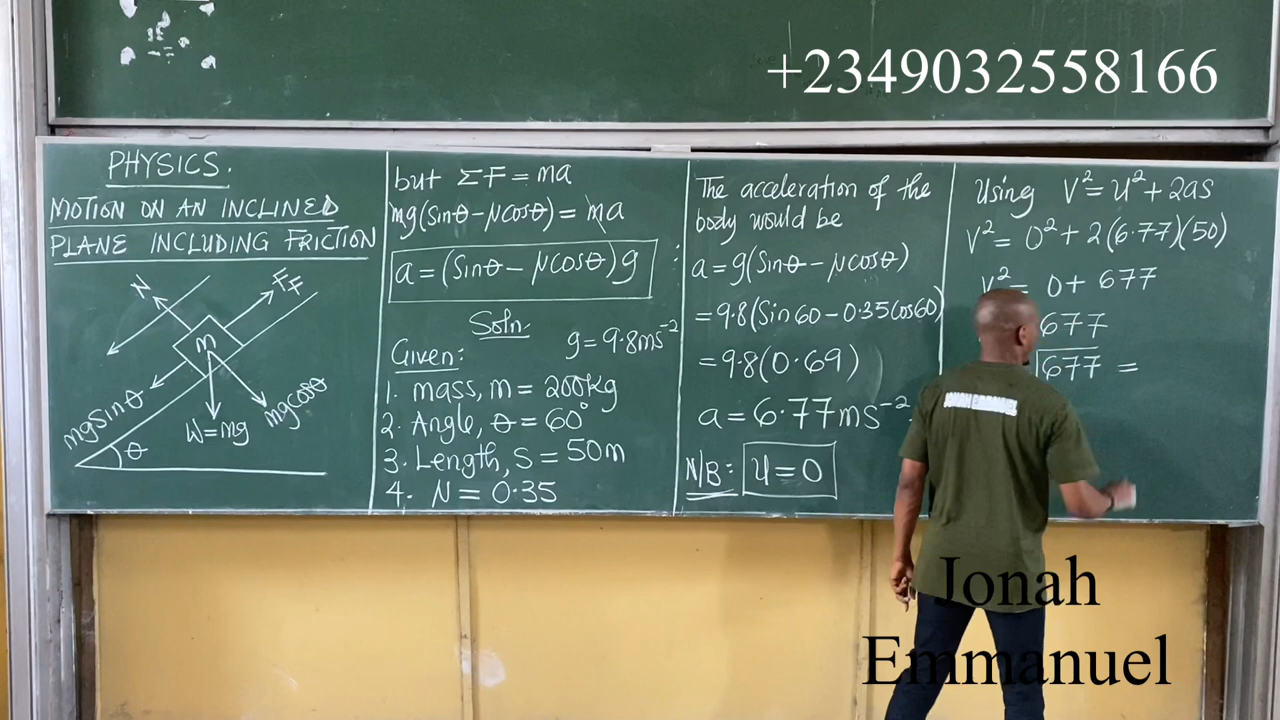 +2349032558166
PHYSICS.
MOTION ON AN INCLINED
PLANE INCLUDING FRICTION
N
FF
m
mgsinθ
W=mg
mgcosθ
θ
but ΣF = ma
mg(sinθ-μcosθ) = ma
a = (sinθ - μcosθ)g
Soln.
Given: g = 9.8ms⁻²
1. mass, m = 200kg
2. Angle, θ = 60°
3. Length, S = 50m
4. μ = 0.35
The acceleration of the
body would be
a = g(sinθ - μcosθ)
= 9.8(Sin 60 - 0.35cos60)
= 9.8(0.69)
a = 6.77ms⁻²
N/B: u = 0
Using V² = U² + 2as
V² = 0² + 2(6.77)(50)
V² = 0 + 677
677
√677 =
Jonah
Emmanuel